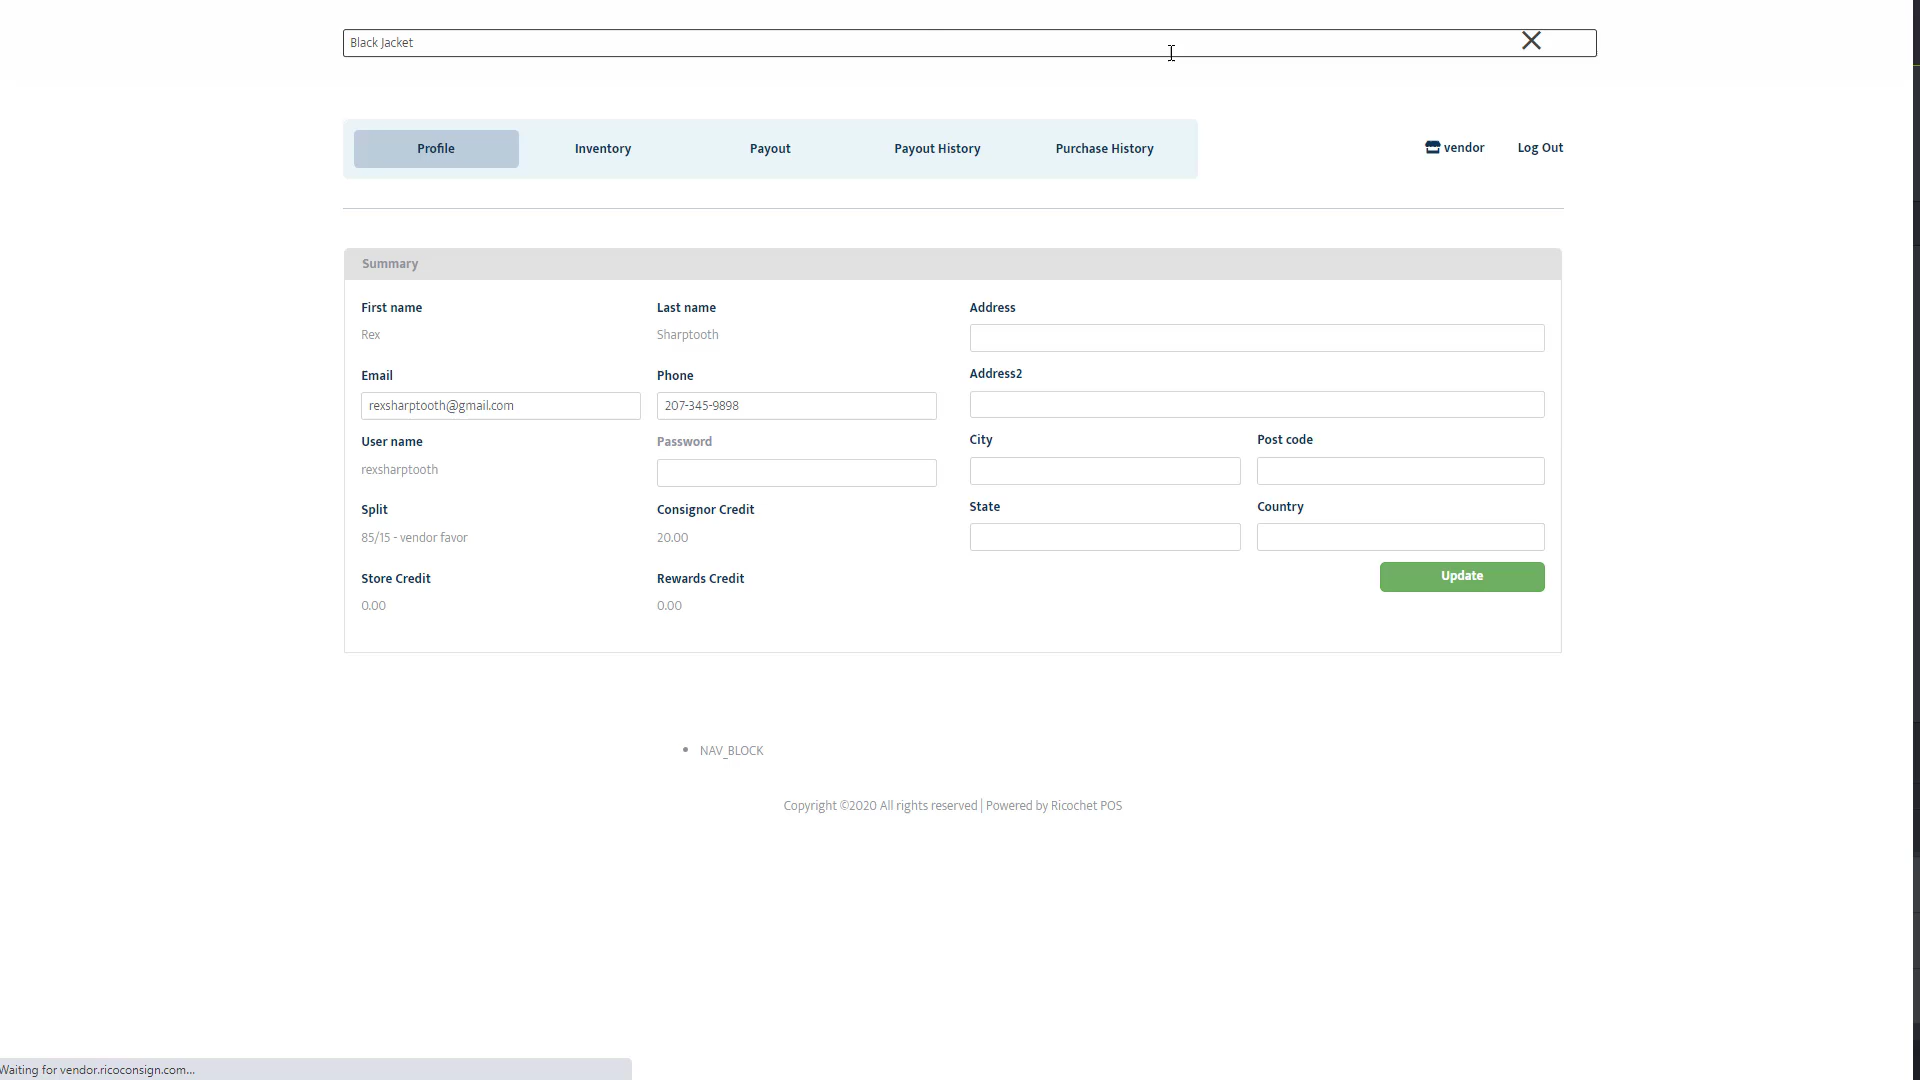 Black Jacket
Profile
Inventory
Payout
Payout History
Purchase History
vendor
Log Out
Summary
First name
Last name
Address
Rex
Sharptooth
Email
Phone
Address2
rexsharptooth@gmail.com
207-345-9898
User name
Password
City
Post code
rexsharptooth
Split
Consignor Credit
State
Country
85/15 - vendor favor
20.00
Store Credit
Rewards Credit
Update
0.00
0.00
NAV_BLOCK
Copyright ©2020 All rights reserved | Powered by Ricochet POS
Waiting for vendor.ricoconsign.com...